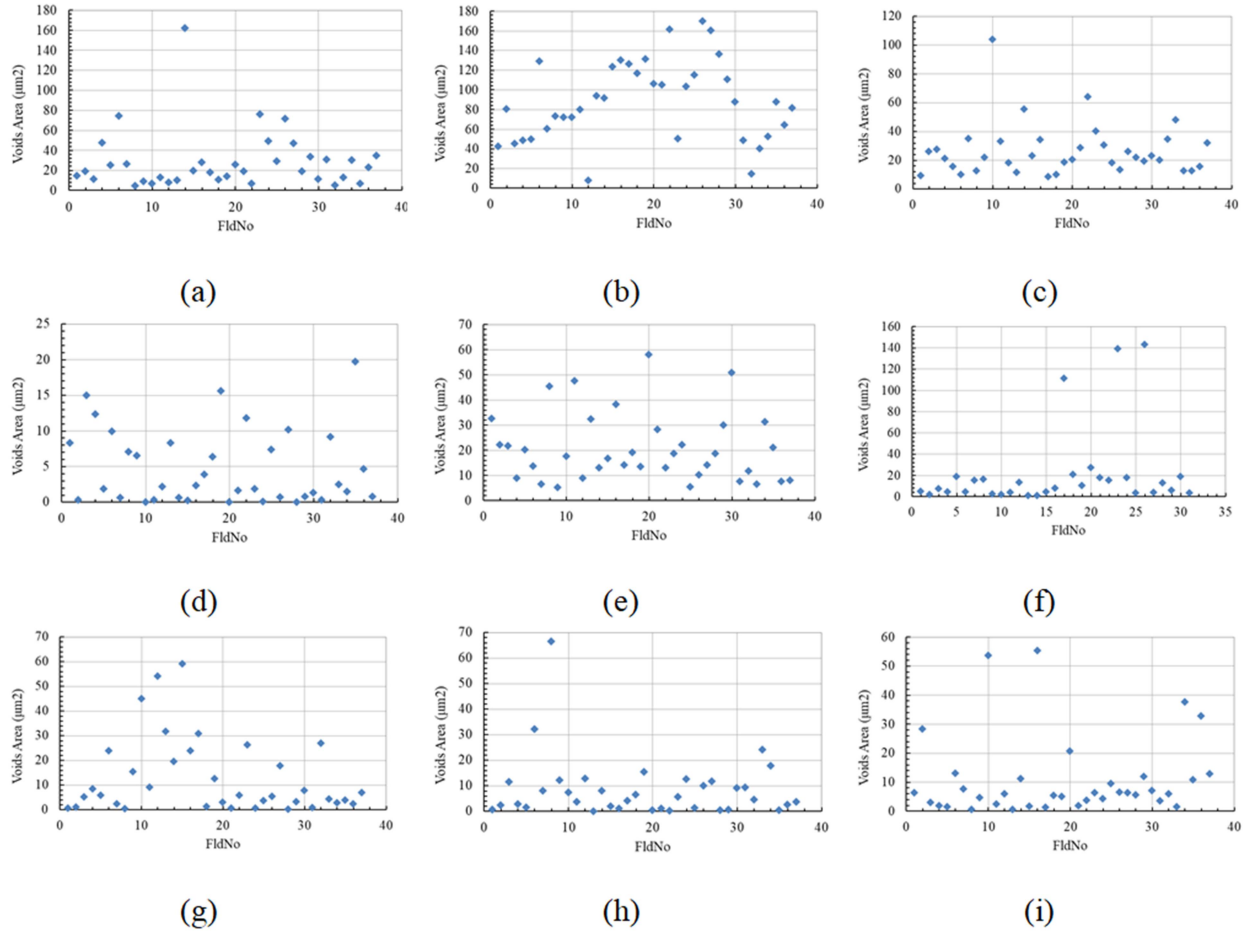 180
160
140
120
100
80
60
40
20
0
Voids Area (µm2)
0 10 20 30 40
FldNo
(a)
180
160
140
120
100
80
60
40
20
0
Voids Area (µm2)
0 10 20 30 40
FldNo
(b)
120
100
80
60
40
20
0
Voids Area (µm2)
0 10 20 30 40
FldNo
(c)
25
20
15
10
5
0
Voids Area (µm2)
0 10 20 30 40
FldNo
(d)
70
60
50
40
30
20
10
0
Voids Area (µm2)
0 10 20 30 40
FldNo
(e)
160
140
120
100
80
60
40
20
0
Voids Area (µm2)
0 5 10 15 20 25 30 35
FldNo
(f)
70
60
50
40
30
20
10
0
Voids Area (µm2)
0 10 20 30 40
FldNo
(g)
70
60
50
40
30
20
10
0
Voids Area (µm2)
0 10 20 30 40
FldNo
(h)
60
50
40
30
20
10
0
Voids Area (µm2)
0 10 20 30 40
FldNo
(i)